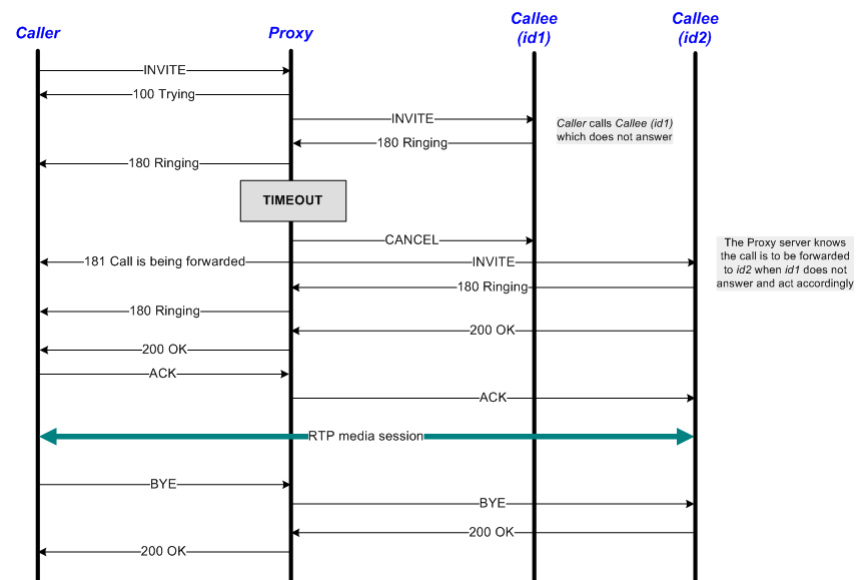 Caller
Proxy
Callee
(id1)
Callee
(id2)
INVITE
100 Trying
INVITE
Caller calls Callee (id1)
which does not answer
180 Ringing
180 Ringing
TIMEOUT
CANCEL
The Proxy server knows
the call is to be forwarded
to id2 when id1 does not
answer and act accordingly
181 Call is being forwarded
INVITE
180 Ringing
180 Ringing
200 OK
200 OK
ACK
ACK
RTP media session
BYE
BYE
200 OK
200 OK